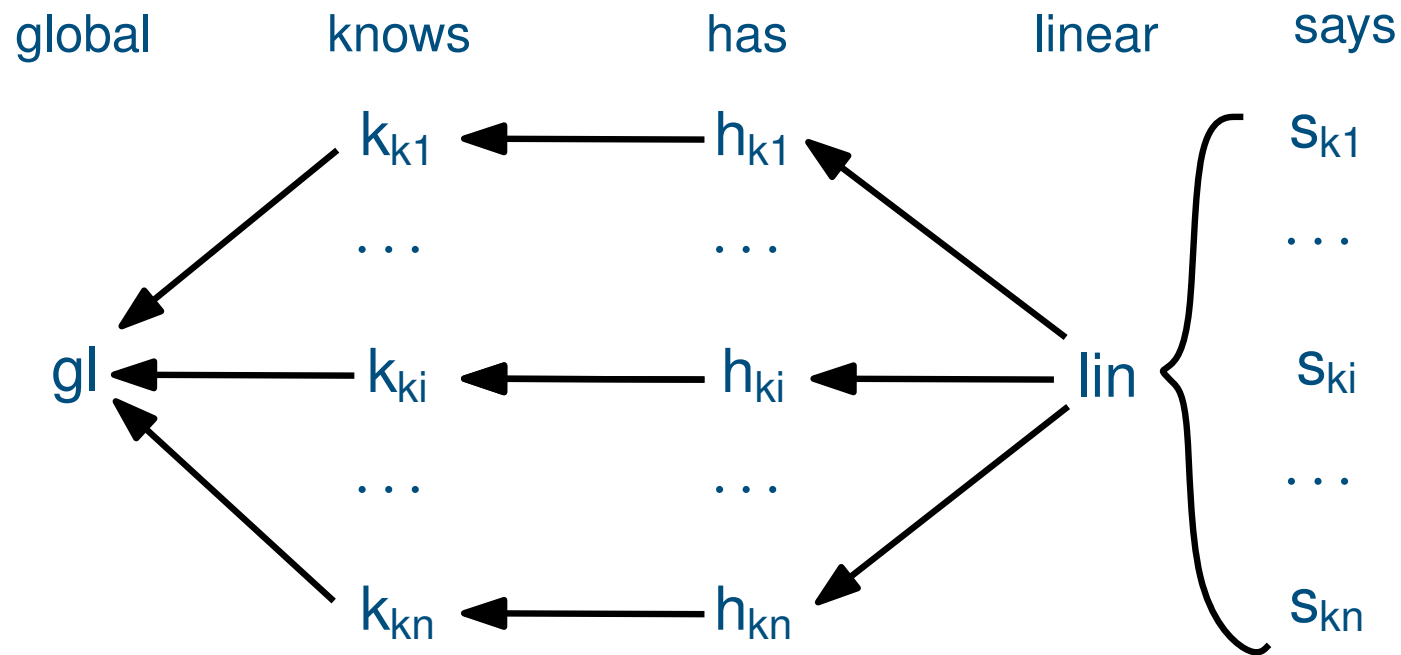 global knows has linear says
k_k1 h_k1 s_k1
... ... ...
gl k_ki h_ki lin s_ki
... ... ...
k_kn h_kn s_kn